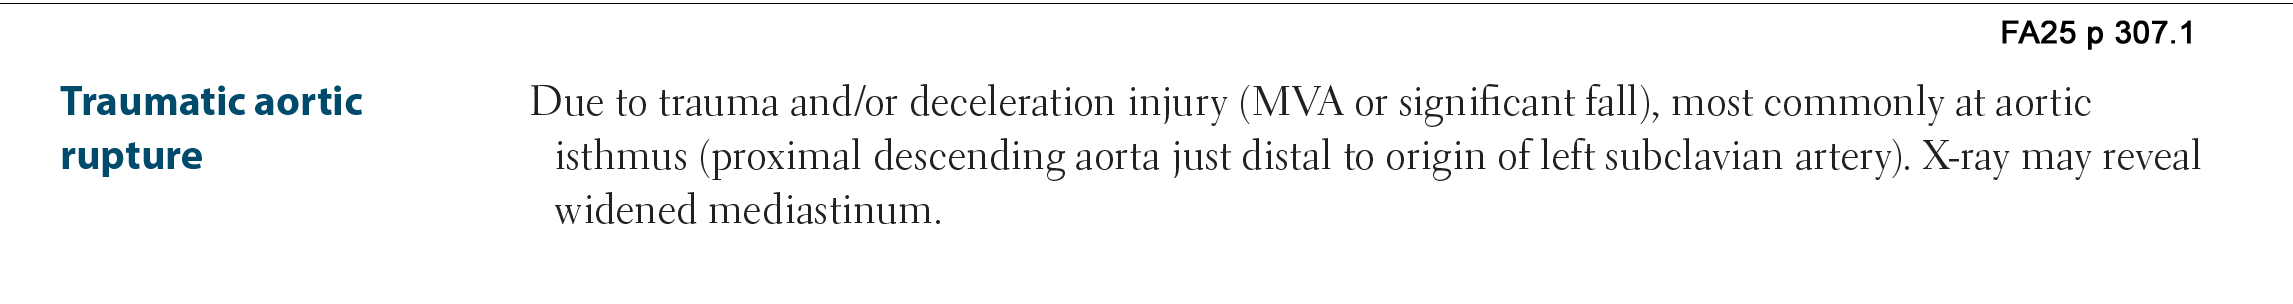 FA25 p 307.1
Traumatic aortic
rupture
Due to trauma and/or deceleration injury (MVA or significant fall), most commonly at aortic
isthmus (proximal descending aorta just distal to origin of left subclavian artery). X-ray may reveal
widened mediastinum.